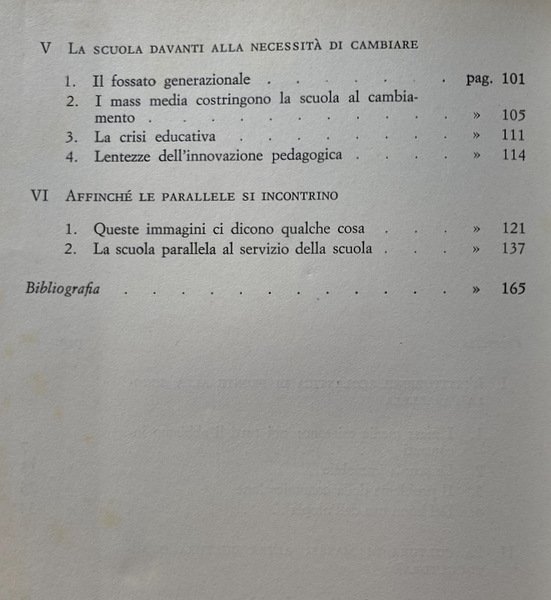 V LA SCUOLA DAVANTI ALLA NECESSITÀ DI CAMBIARE
1. Il fossato generazionale . . . . . . pag. 101
2. I mass media costringono la scuola al cambia-
mento . . . . . . . . . . » 105
3. La crisi educativa . . . . . . . » 111
4. Lentezze dell'innovazione pedagogica . . . . » 114
VI AFFINCHÉ LE PARALLELE SI INCONTRINO
1. Queste immagini ci dicono qualche cosa . . . » 121
2. La scuola parallela al servizio della scuola . . . » 137
Bibliografia . . . . . . . . . . . » 165